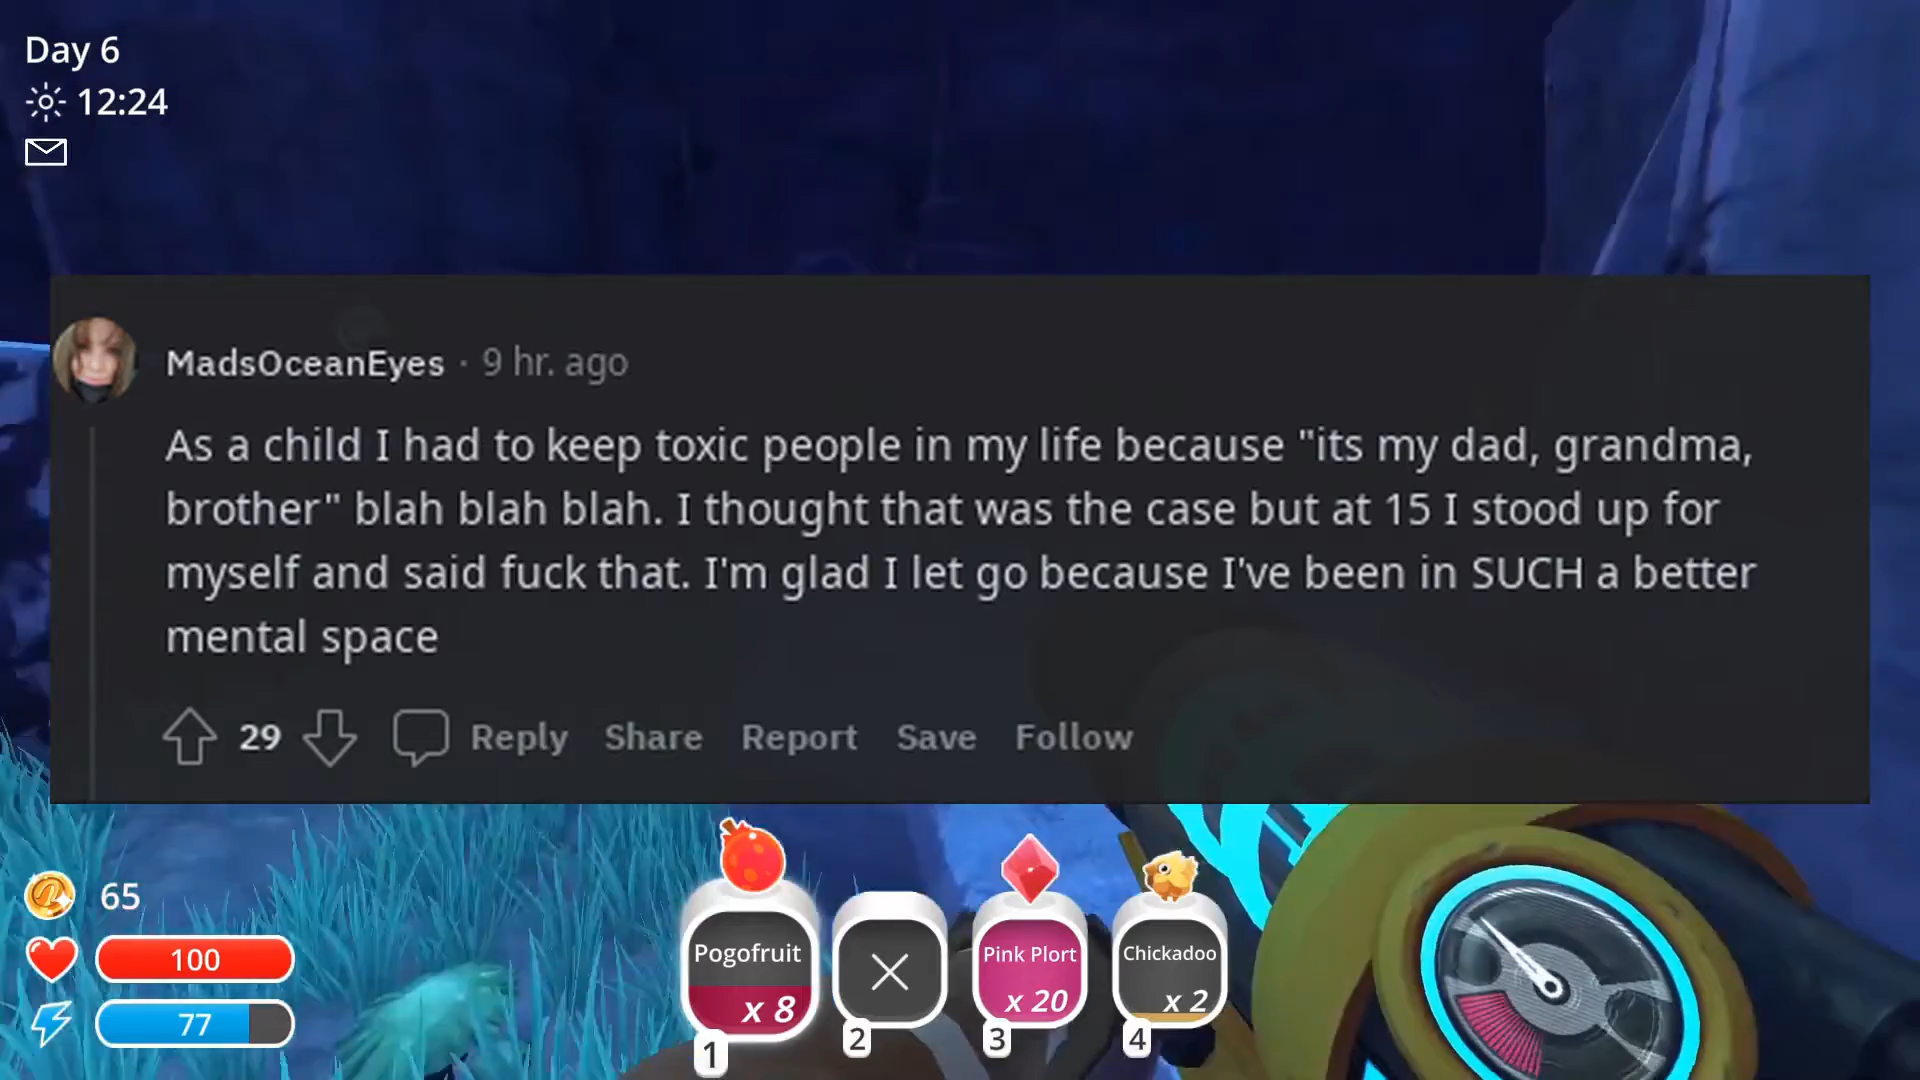 Day 6
12:24
MadsOceanEyes · 9 hr. ago
As a child I had to keep toxic people in my life because "its my dad, grandma,
brother" blah blah blah. I thought that was the case but at 15 I stood up for
myself and said fuck that. I'm glad I let go because I've been in SUCH a better
mental space
29 Reply Share Report Save Follow
65
100
77
Pogofruit
x 8
1
2
Pink Plort
x 20
3
Chickadoo
x 2
4